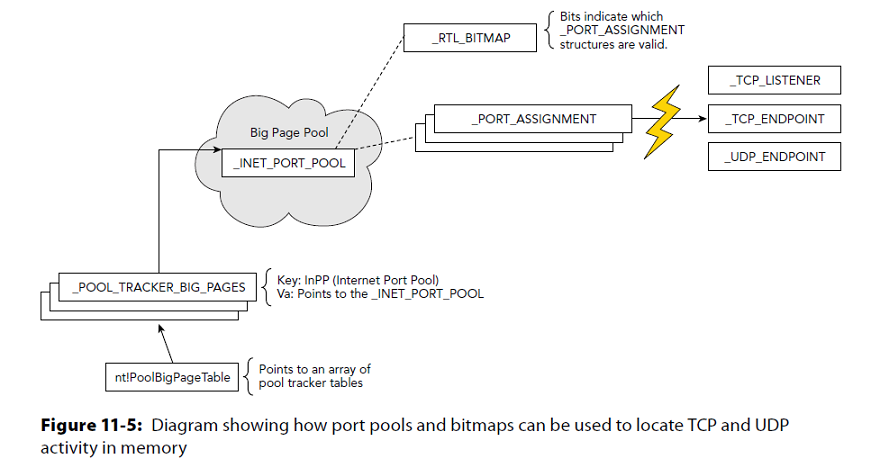 _RTL_BITMAP
Bits indicate which
_PORT_ASSIGNMENT
structures are valid.
_TCP_LISTENER
_PORT_ASSIGNMENT
_TCP_ENDPOINT
Big Page Pool
_INET_PORT_POOL
_UDP_ENDPOINT
_POOL_TRACKER_BIG_PAGES
Key: InPP (Internet Port Pool)
Va: Points to the _INET_PORT_POOL
nt!PoolBigPageTable
Points to an array of
pool tracker tables
Figure 11-5: Diagram showing how port pools and bitmaps can be used to locate TCP and UDP
activity in memory